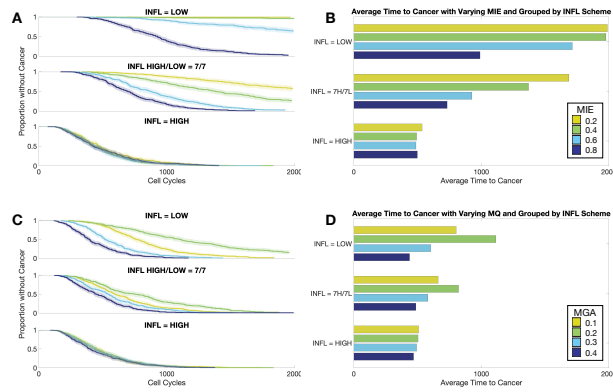 A
INFL = LOW
1
0.5
0
INFL HIGH/LOW = 7/7
1
0.5
0
INFL = HIGH
1
0.5
0
0
1000
200
Cell Cycles
Proportion without Cancer
B
Average Time to Cancer with Varying MIE and Grouped by INFL Scheme
INFL = LOW
INFL = 7H/7L
INFL = HIGH
0
1000
200
Average Time to Cancer
MIE
0.2
0.4
0.6
0.8
C
INFL = LOW
1
0.5
0
INFL HIGH/LOW = 7/7
1
0.5
0
INFL = HIGH
1
0.5
0
0
1000
200
Cell Cycles
Proportion without Cancer
D
Average Time to Cancer with Varying MQ and Grouped by INFL Scheme
INFL = LOW
INFL = 7H/7L
INFL = HIGH
0
1000
200
Average Time to Cancer
MGA
0.1
0.2
0.3
0.4